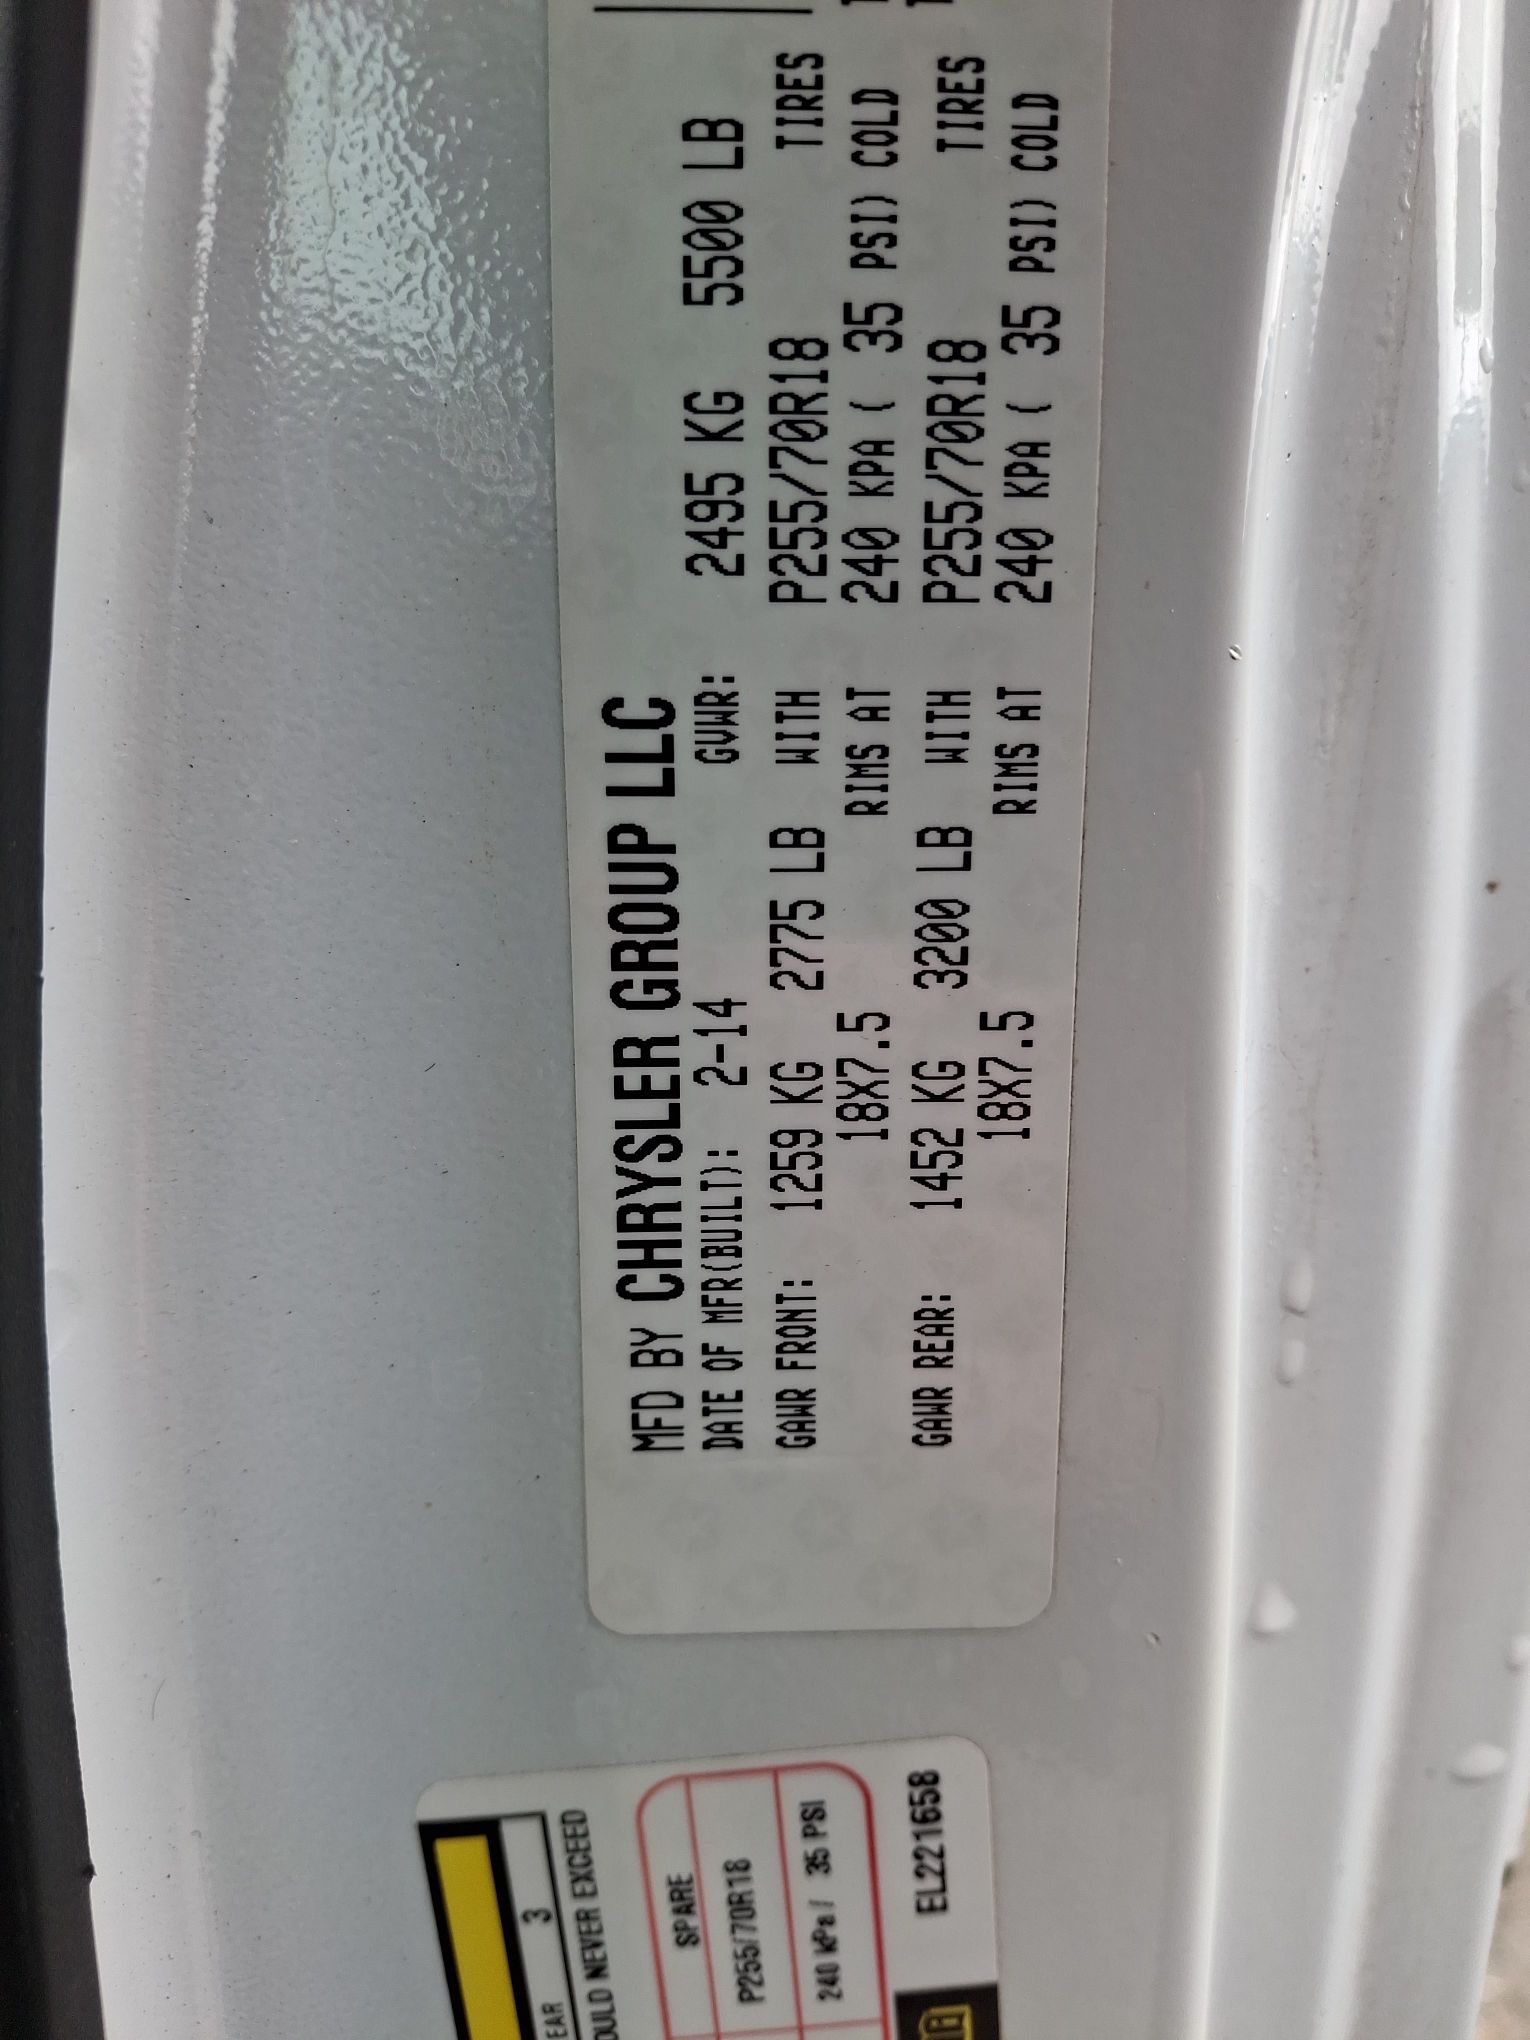 MFD BY CHRYSLER GROUP LLC
DATE OF MFR(BUILT): 2-14 GVWR: 2495 KG 5500 LB
GAWR FRONT: 1259 KG 2775 LB WITH P255/70R18 TIRES
18X7.5 RIMS AT 240 KPA ( 35 PSI) COLD
GAWR REAR: 1452 KG 3200 LB WITH P255/70R18 TIRES
18X7.5 RIMS AT 240 KPA ( 35 PSI) COLD
EAR 3
OULD NEVER EXCEED
SPARE
P255/70R18
240 kPa/ 35 PSI
EL221658